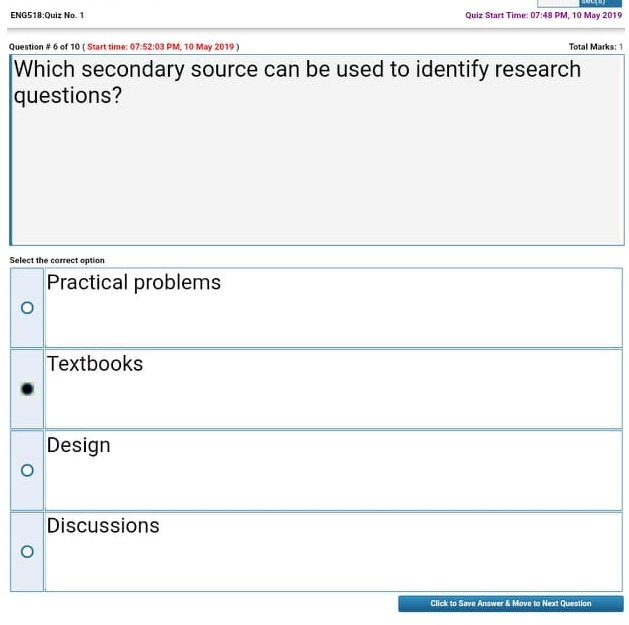 sec(s)
ENG518:Quiz No. 1
Quiz Start Time: 07:48 PM, 10 May 2019
Question # 6 of 10 ( Start time: 07:52:03 PM, 10 May 2019 )
Total Marks: 1
Which secondary source can be used to identify research
questions?
Select the correct option
Practical problems
Textbooks
Design
Discussions
Click to Save Answer & Move to Next Question